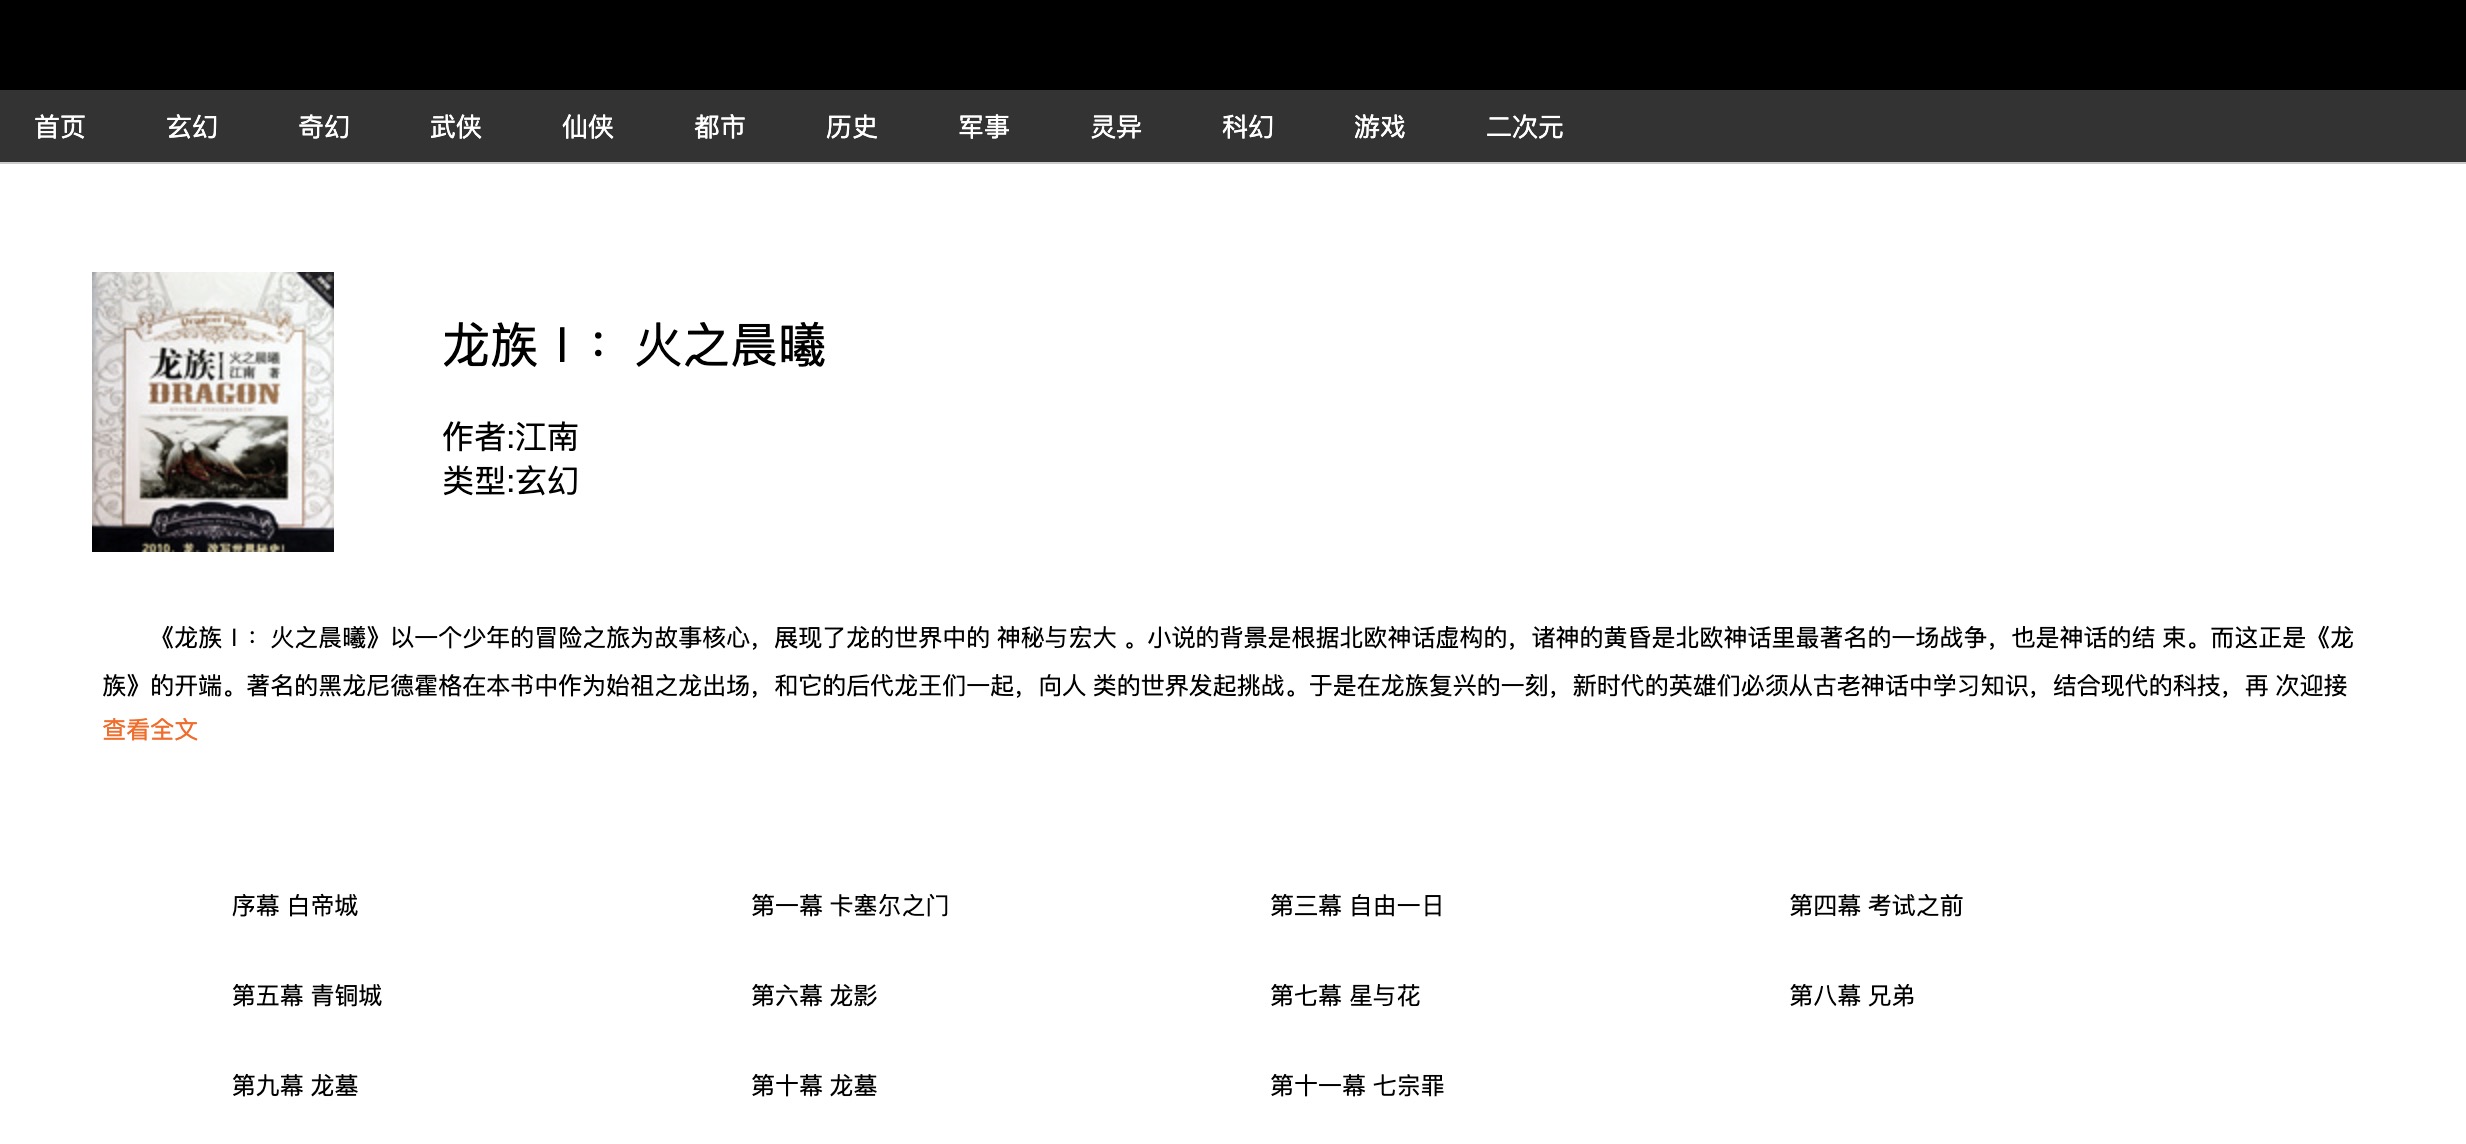 首页 玄幻 奇幻 武侠 仙侠 都市 历史 军事 灵异 科幻 游戏 二次元
龙族Ⅰ：火之晨曦
作者:江南
类型:玄幻
龙族Ⅰ 火之晨曦
江南 著
DRAGON
2010，龙，改写世界秘史!
《龙族Ⅰ：火之晨曦》以一个少年的冒险之旅为故事核心，展现了龙的世界中的 神秘与宏大 。小说的背景是根据北欧神话虚构的，诸神的黄昏是北欧神话里最著名的一场战争，也是神话的结 束。而这正是《龙
族》的开端。著名的黑龙尼德霍格在本书中作为始祖之龙出场，和它的后代龙王们一起，向人 类的世界发起挑战。于是在龙族复兴的一刻，新时代的英雄们必须从古老神话中学习知识，结合现代的科技，再 次迎接
查看全文
序幕 白帝城 第一幕 卡塞尔之门 第三幕 自由一日 第四幕 考试之前
第五幕 青铜城 第六幕 龙影 第七幕 星与花 第八幕 兄弟
第九幕 龙墓 第十幕 龙墓 第十一幕 七宗罪